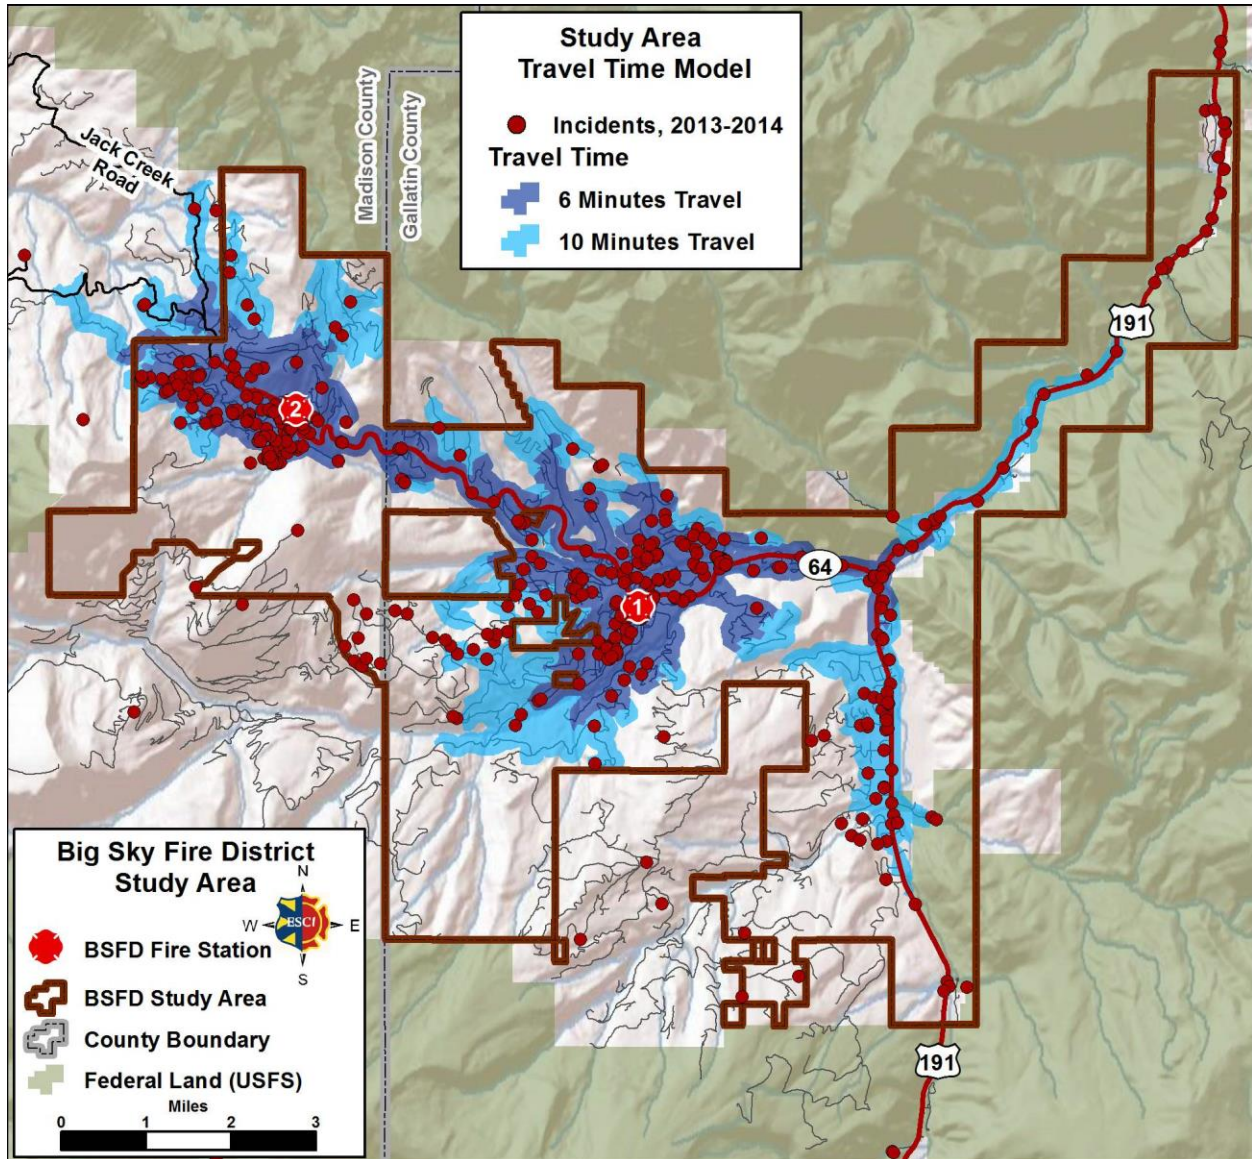 Study Area
Travel Time Model
Incidents, 2013-2014
Travel Time
6 Minutes Travel
10 Minutes Travel
Madison County
Gallatin County
Jack Creek
Road
191
2
64
1
Big Sky Fire District
Study Area
N
W
ESCi
E
S
BSFD Fire Station
BSFD Study Area
County Boundary
Federal Land (USFS)
Miles
0 1 2 3
191